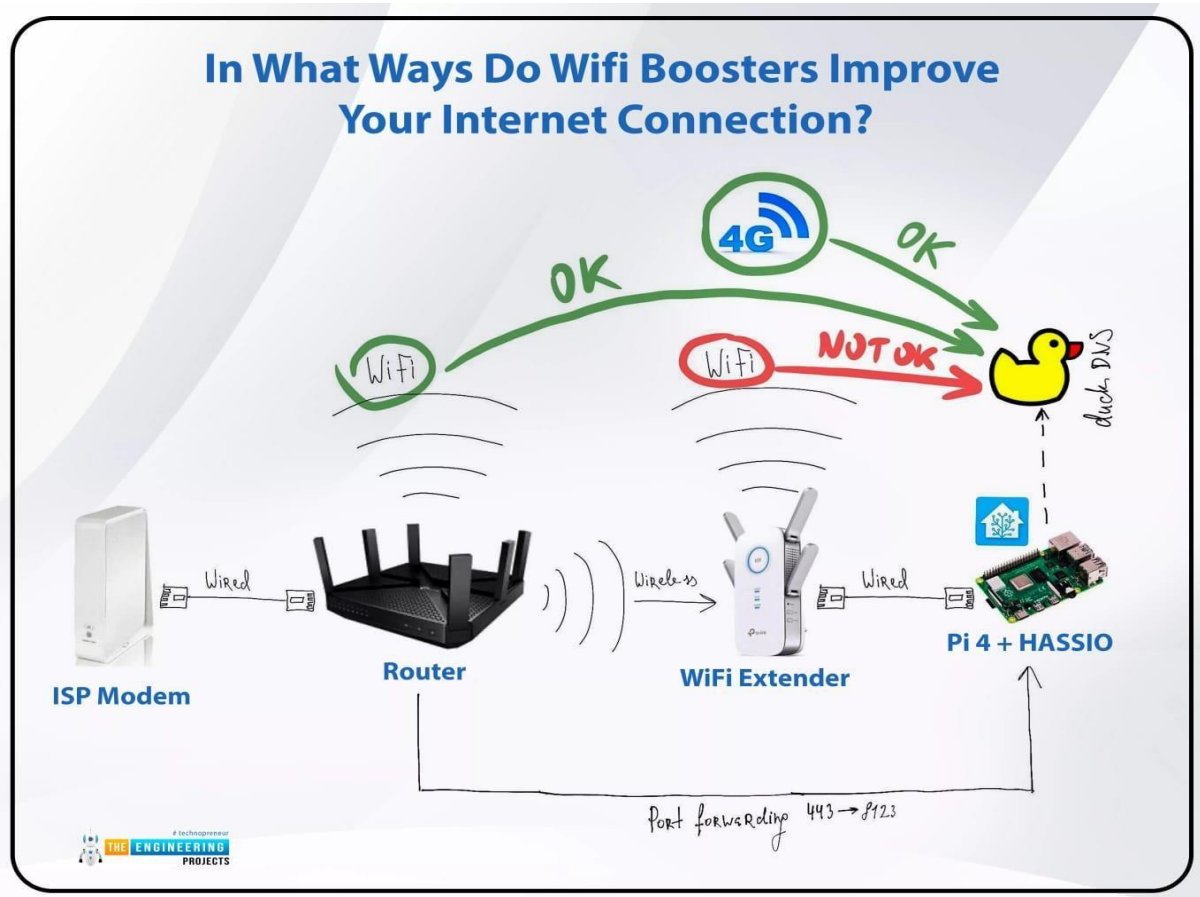 In What Ways Do Wifi Boosters Improve
Your Internet Connection?
4G
OK
OK
WiFi
WiFi
NOT OK
duck DNS
Wired
Wireless
Wired
tp-link
Pi 4 + HASSIO
Router
WiFi Extender
ISP Modem
Port forwarding 443→8123
# technopreneur
THE ENGINEERING
PROJECTS